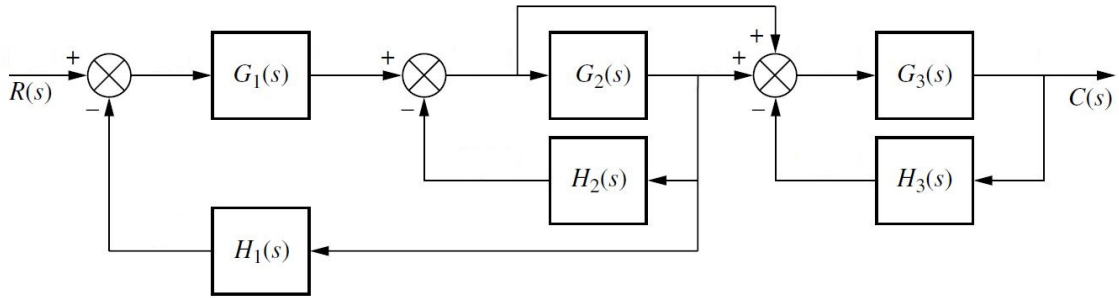 +
+ + + +
R(s) G₁(s) G₂(s) G₃(s) C(s)
− − −
H₂(s) H₃(s)
H₁(s)